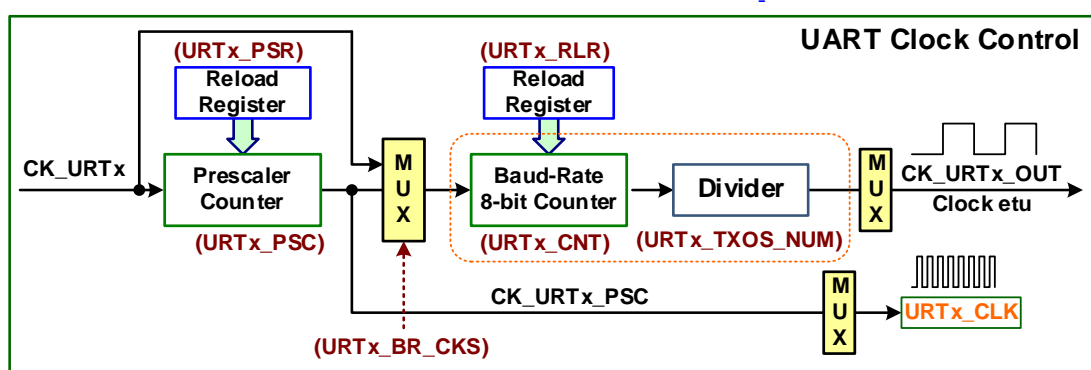 UART Clock Control
(URTx_PSR)
Reload
Register
(URTx_RLR)
Reload
Register
CK_URTx
Prescaler
Counter
(URTx_PSC)
M
U
X
Baud-Rate
8-bit Counter
(URTx_CNT)
Divider
(URTx_TXOS_NUM)
M
U
X
CK_URTx_OUT
Clock etu
CK_URTx_PSC
M
U
X
URTx_CLK
(URTx_BR_CKS)